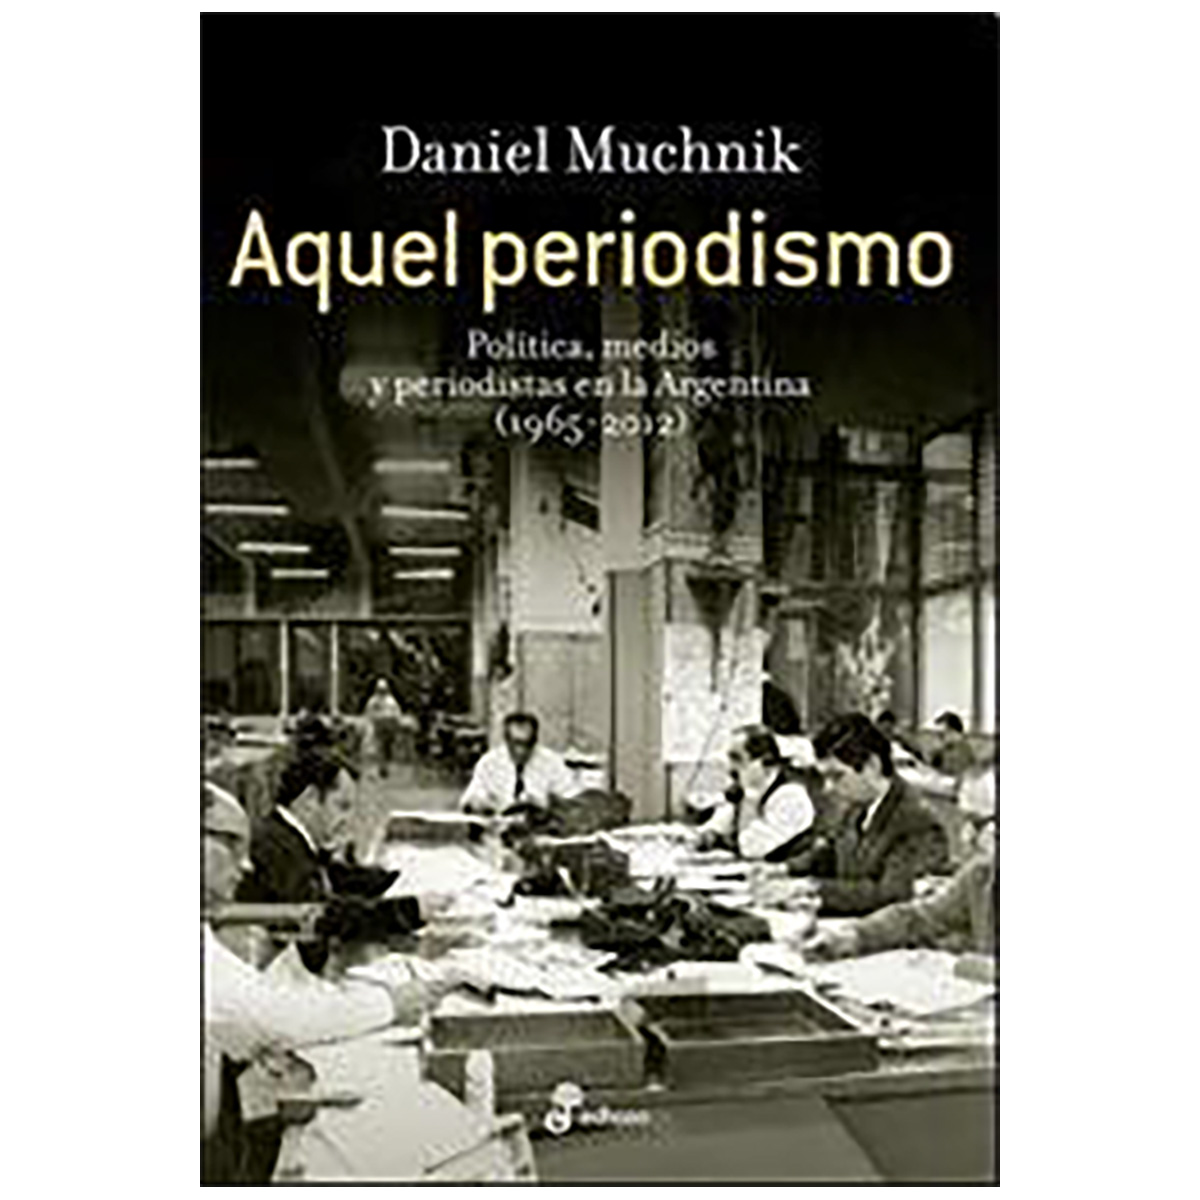 Daniel Muchnik
Aquel periodismo
Política, medios
y periodistas en la Argentina
(1965-2012)
edhasa